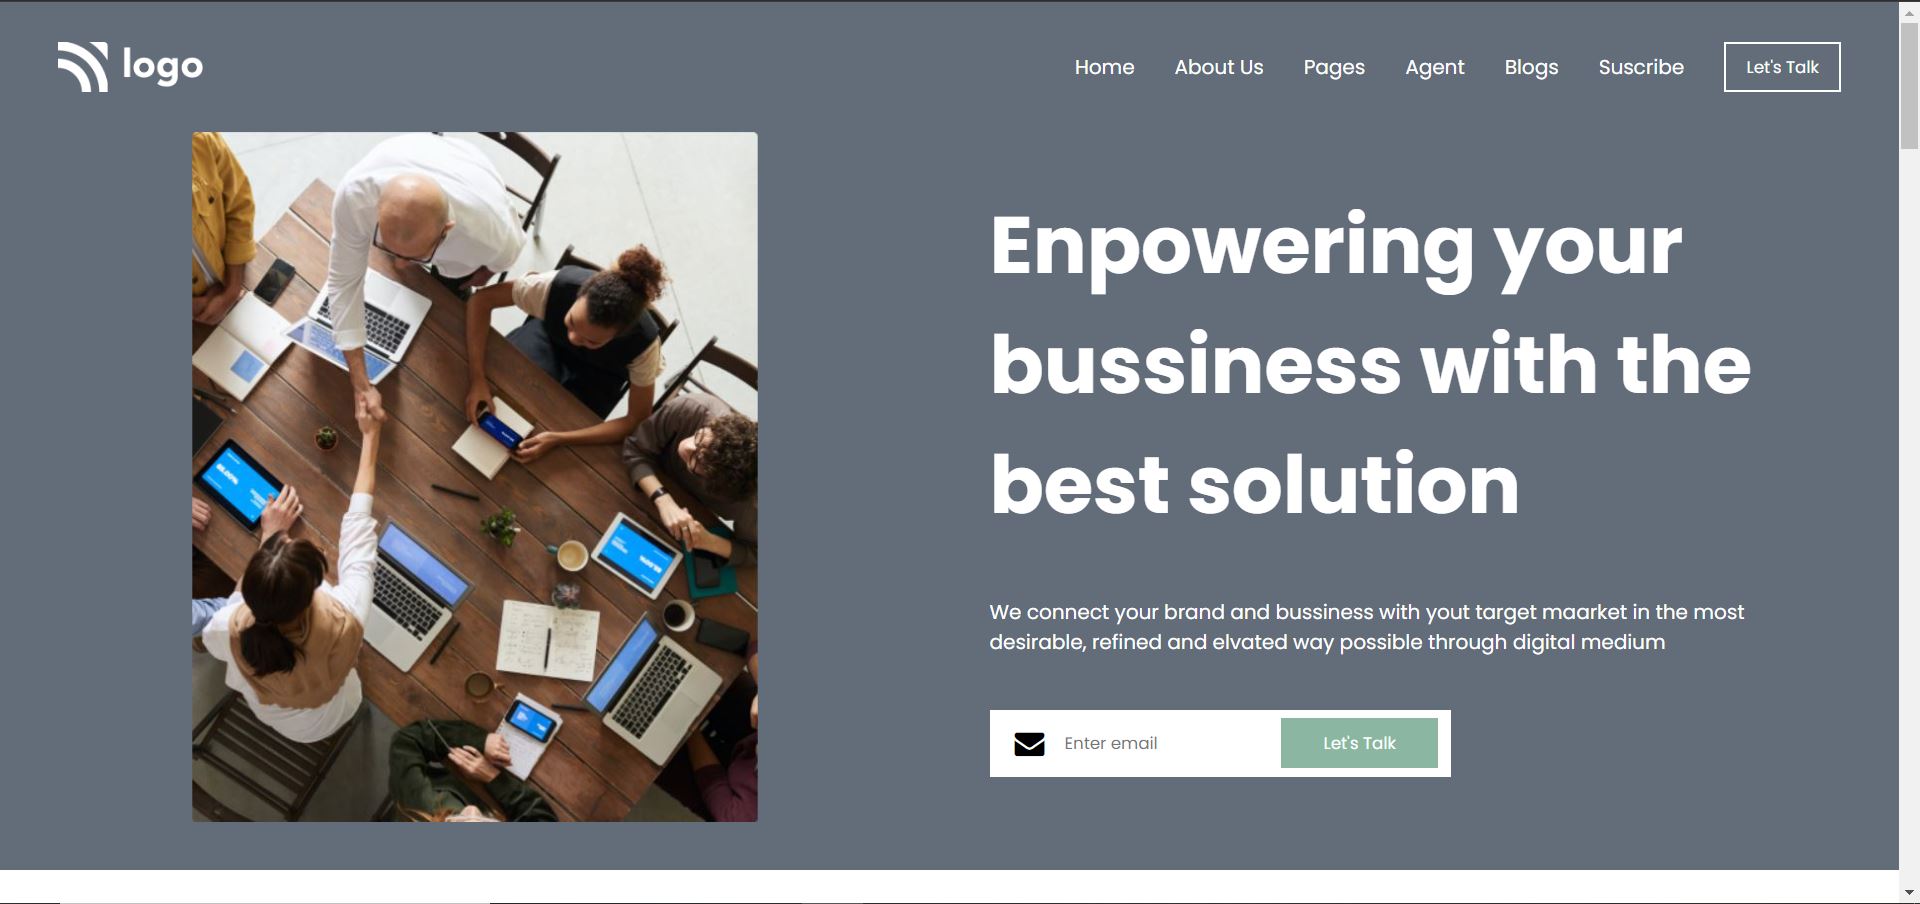 logo
Home About Us Pages Agent Blogs Suscribe Let's Talk
Enpowering your
bussiness with the
best solution
We connect your brand and bussiness with yout target maarket in the most
desirable, refined and elvated way possible through digital medium
Enter email Let's Talk